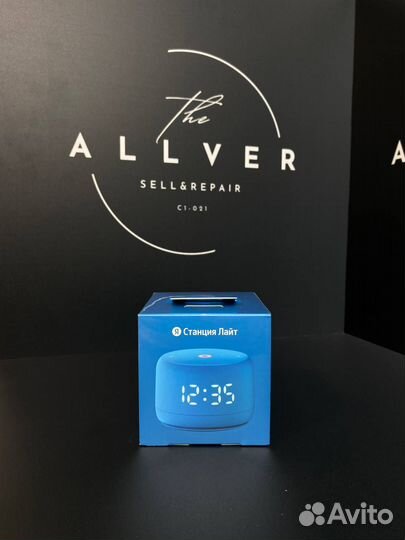 The
ALLVER
SELL&REPAIR
C1-021
A
Я Станция Лайт
12:35
Avito